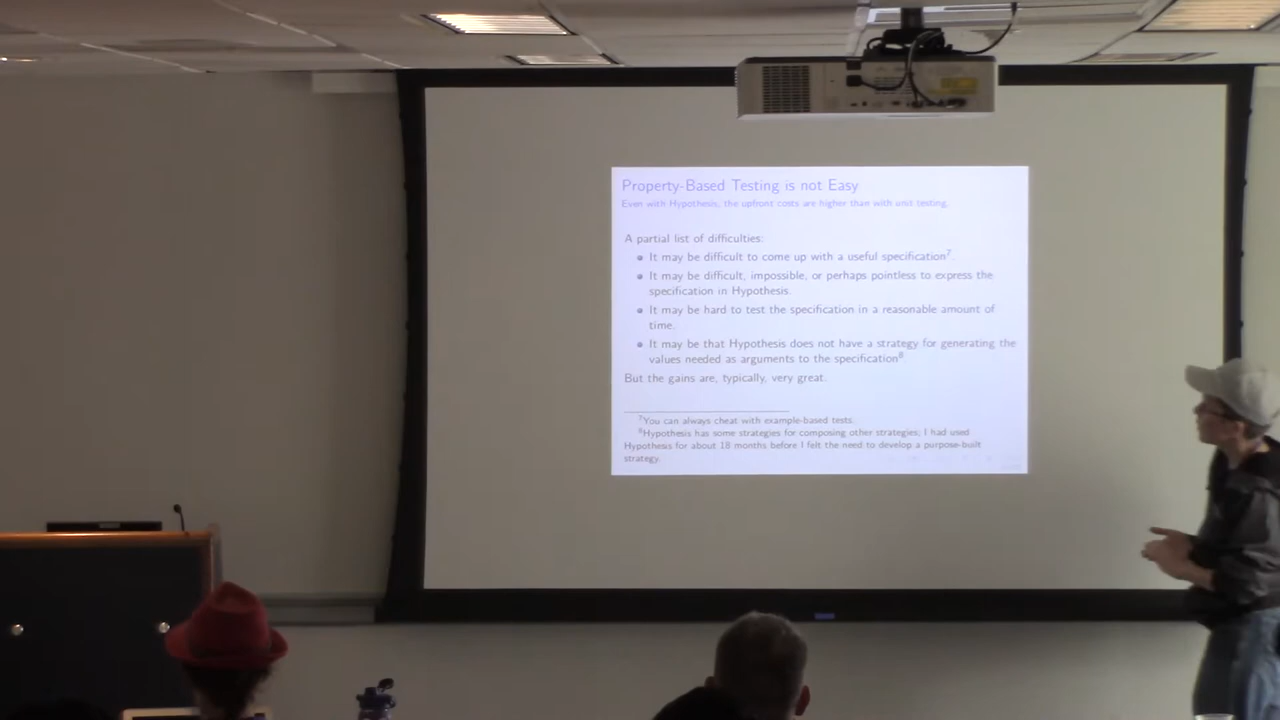 Property-Based Testing is not Easy
Even with Hypothesis, the upfront costs are higher than with unit testing.
A partial list of difficulties:
It may be difficult to come up with a useful specification7.
It may be difficult, impossible, or perhaps pointless to express the
specification in Hypothesis.
It may be hard to test the specification in a reasonable amount of
time.
It may be that Hypothesis does not have a strategy for generating the
values needed as arguments to the specification8
But the gains are, typically, very great.
7You can always cheat with example-based tests.
8Hypothesis has some strategies for composing other strategies; I had used
Hypothesis for about 18 months before I felt the need to develop a purpose-built
strategy.